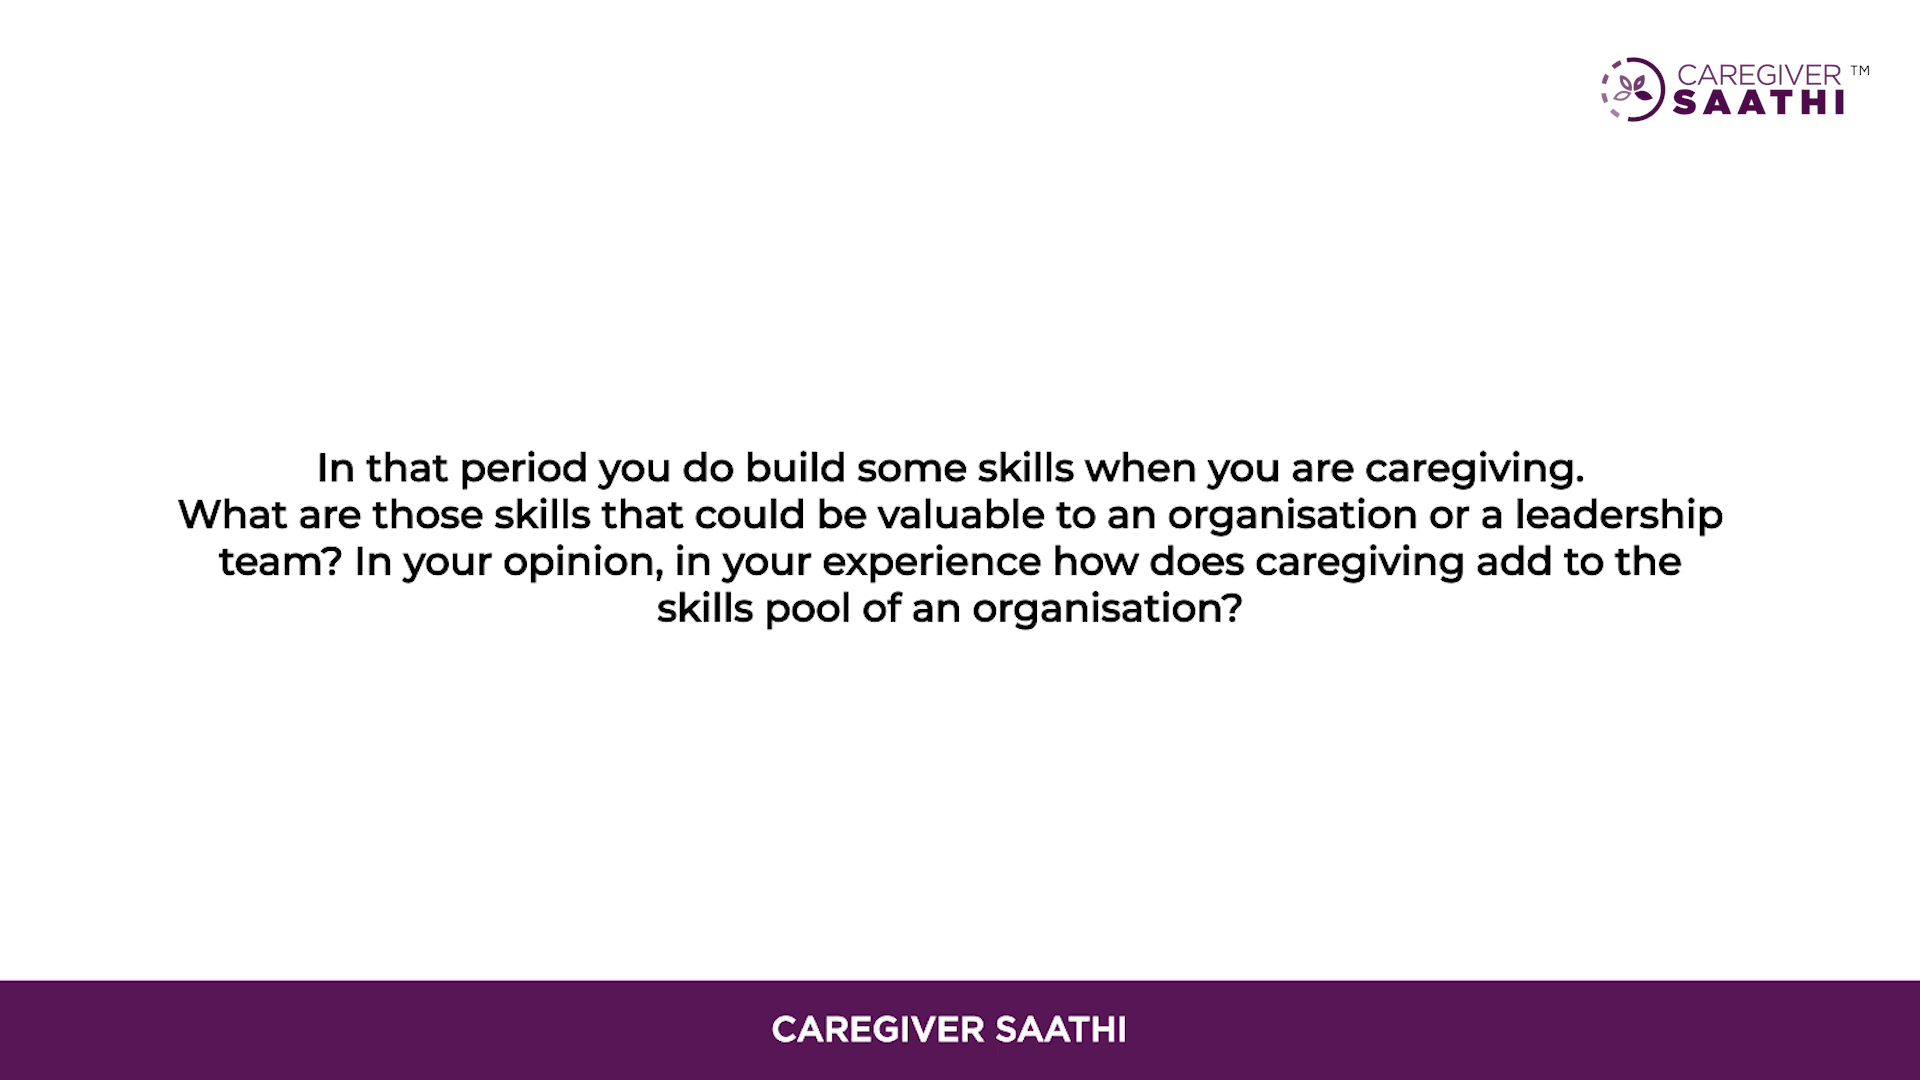 CAREGIVER ™
SAATHI
In that period you do build some skills when you are caregiving.
What are those skills that could be valuable to an organisation or a leadership
team? In your opinion, in your experience how does caregiving add to the
skills pool of an organisation?
CAREGIVER SAATHI